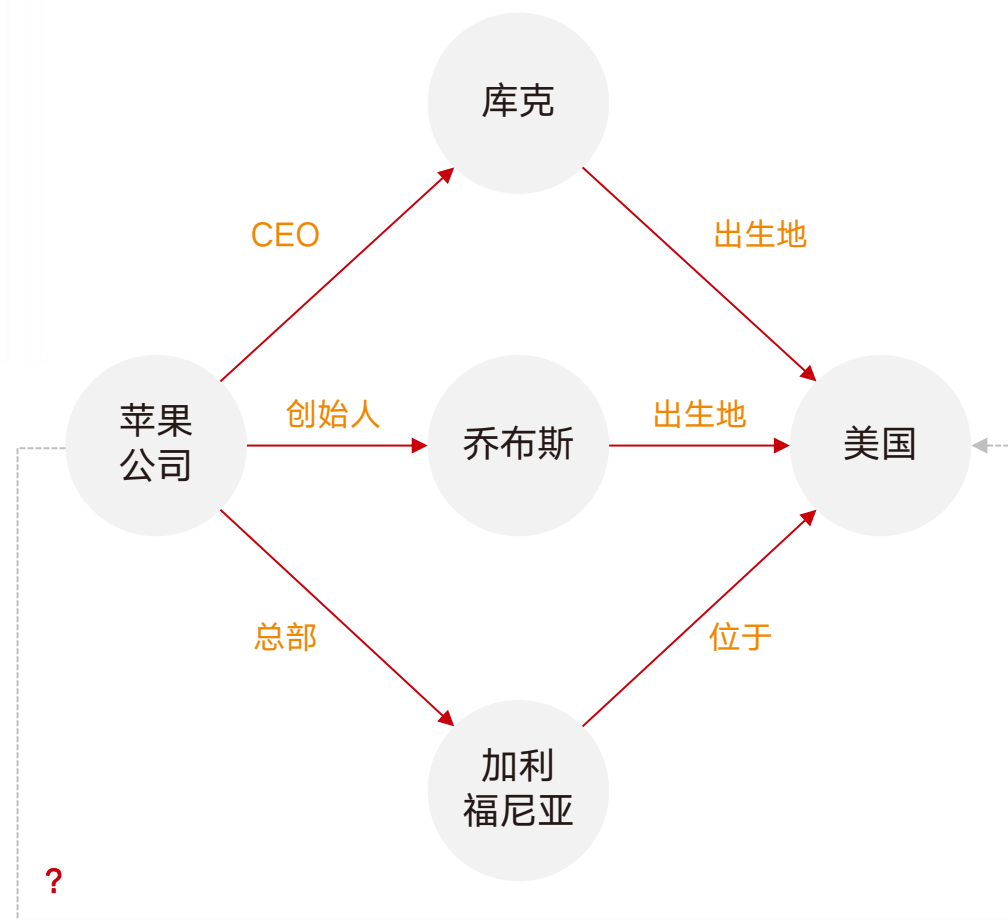 库克
CEO
出生地
苹果
公司
创始人
乔布斯
出生地
美国
总部
位于
加利
福尼亚
?